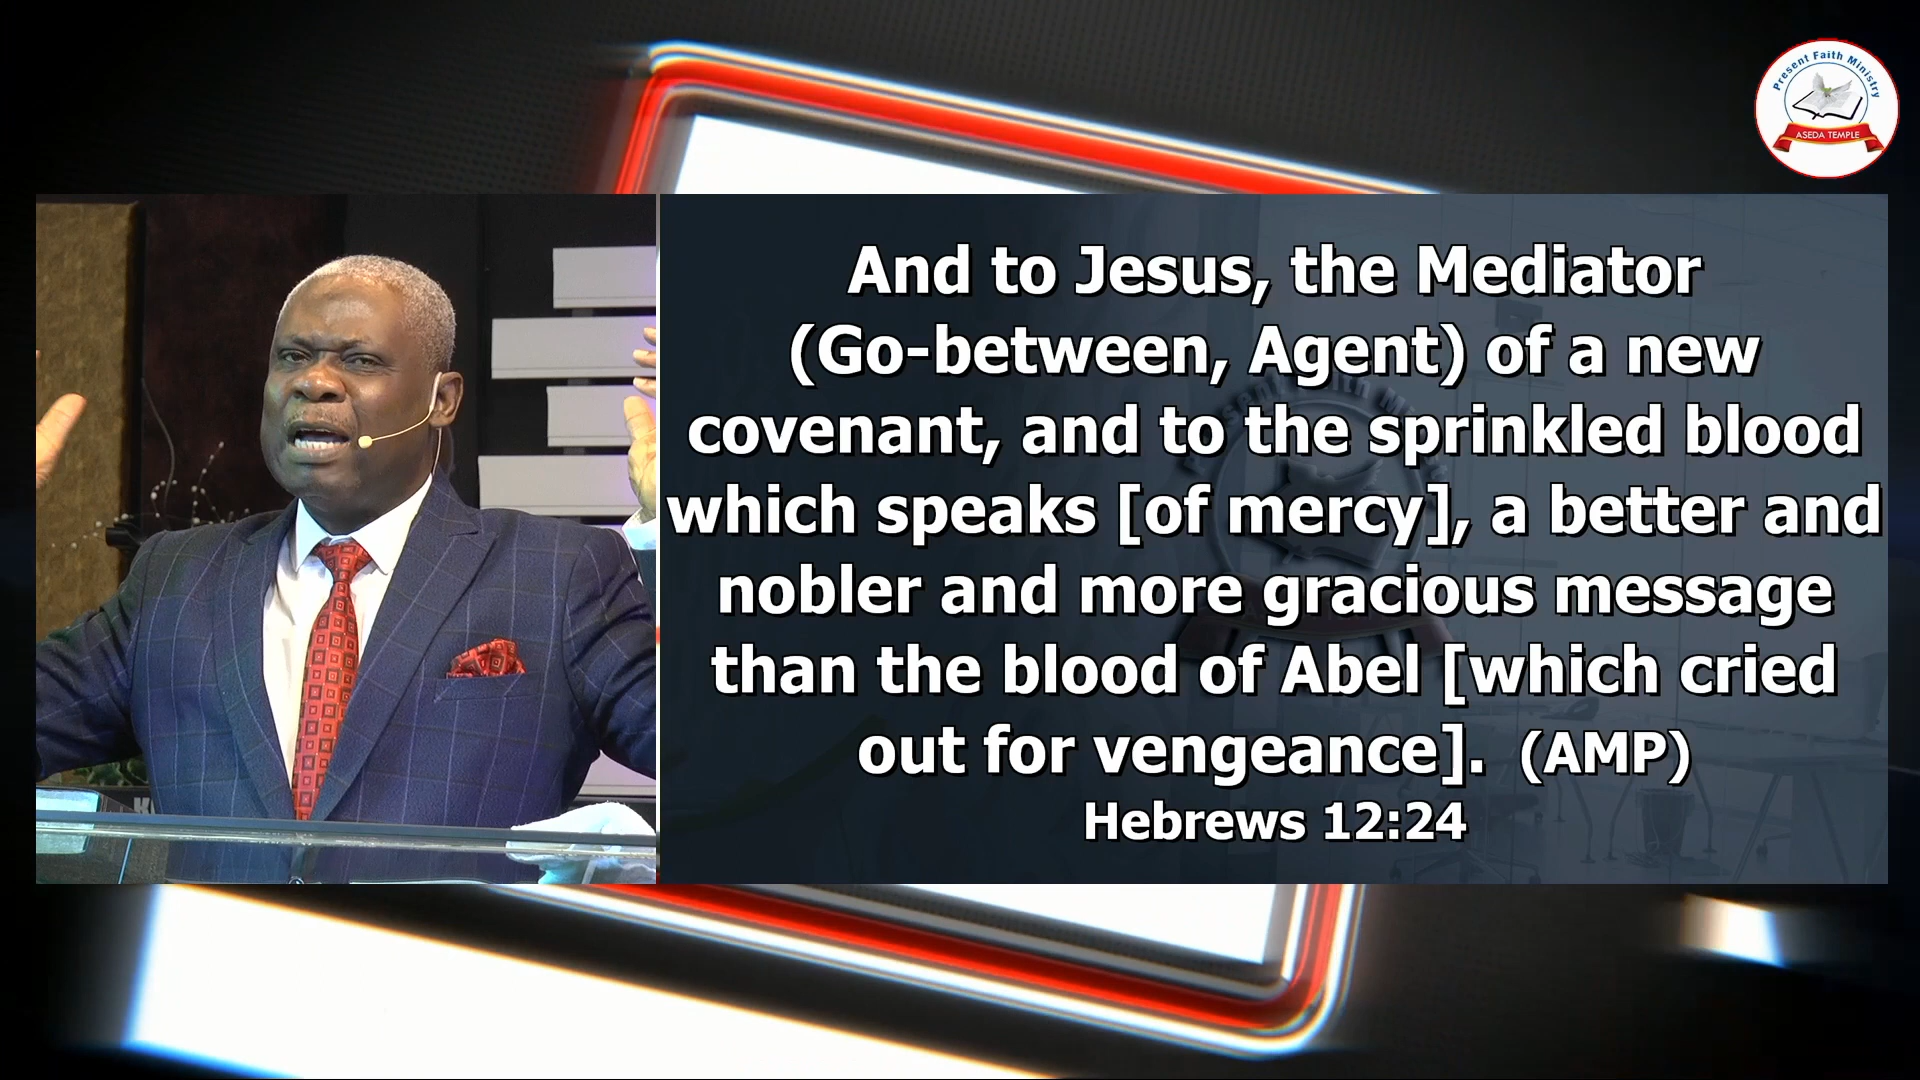 Present Faith Ministry
ASEDA TEMPLE
And to Jesus, the Mediator
(Go-between, Agent) of a new
covenant, and to the sprinkled blood
which speaks [of mercy], a better and
nobler and more gracious message
than the blood of Abel [which cried
out for vengeance]. (AMP)
Hebrews 12:24